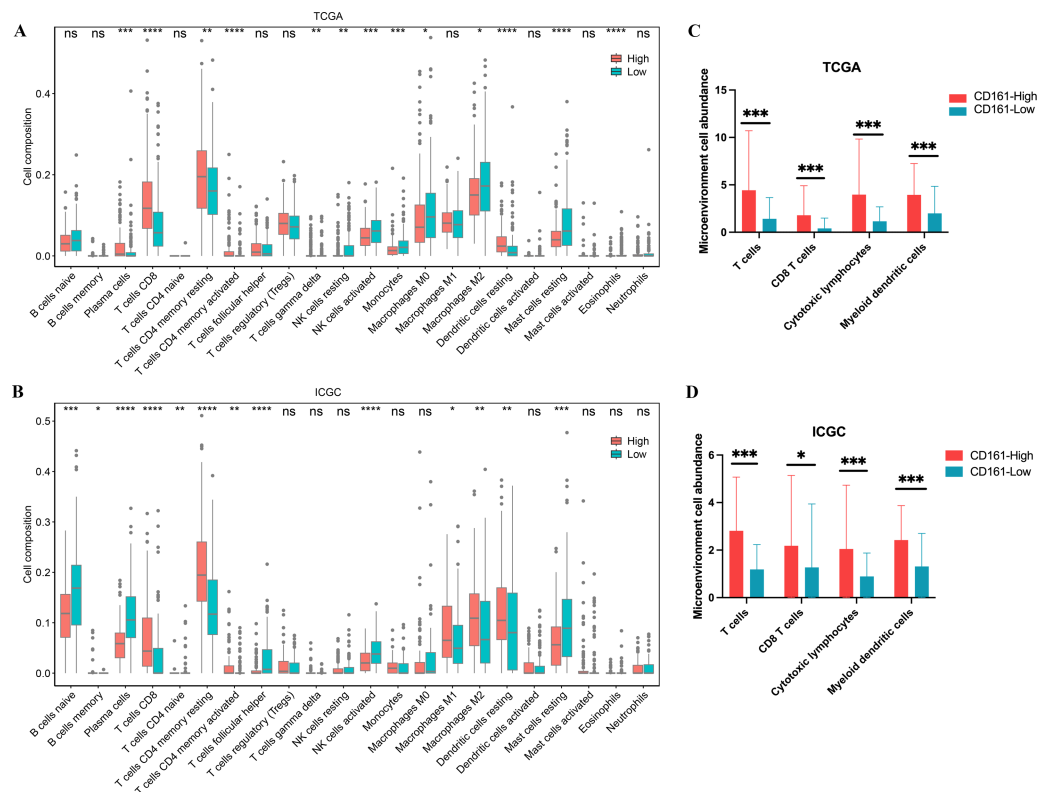 A
TCGA
ns ns *** **** ns ** **** ns ns ** ** *** *** * ns * **** ns **** ns **** ns
High
Low
Cell composition
0.4
0.2
0.0
B cells naive
B cells memory
Plasma cells
T cells CD8
T cells CD4 naive
T cells CD4 memory resting
T cells CD4 memory activated
T cells follicular helper
T cells regulatory (Tregs)
T cells gamma delta
NK cells resting
NK cells activated
Monocytes
Macrophages M0
Macrophages M1
Macrophages M2
Dendritic cells resting
Dendritic cells activated
Mast cells resting
Mast cells activated
Eosinophils
Neutrophils
B
ICGC
*** * **** **** ** **** ** **** ns ns ns **** ns ns * ** ** ns *** ns ns ns
High
Low
Cell composition
0.5
0.4
0.3
0.2
0.1
0.0
B cells naive
B cells memory
Plasma cells
T cells CD8
T cells CD4 naive
T cells CD4 memory resting
T cells CD4 memory activated
T cells follicular helper
T cells regulatory (Tregs)
T cells gamma delta
NK cells resting
NK cells activated
Monocytes
Macrophages M0
Macrophages M1
Macrophages M2
Dendritic cells resting
Dendritic cells activated
Mast cells resting
Mast cells activated
Eosinophils
Neutrophils
C
TCGA
CD161-High
CD161-Low
Microenvironment cell abundance
15
10
5
0
*** *** *** ***
T cells
CD8 T cells
Cytotoxic lymphocytes
Myeloid dendritic cells
D
ICGC
CD161-High
CD161-Low
Microenvironment cell abundance
6
4
2
0
*** * *** ***
T cells
CD8 T cells
Cytotoxic lymphocytes
Myeloid dendritic cells